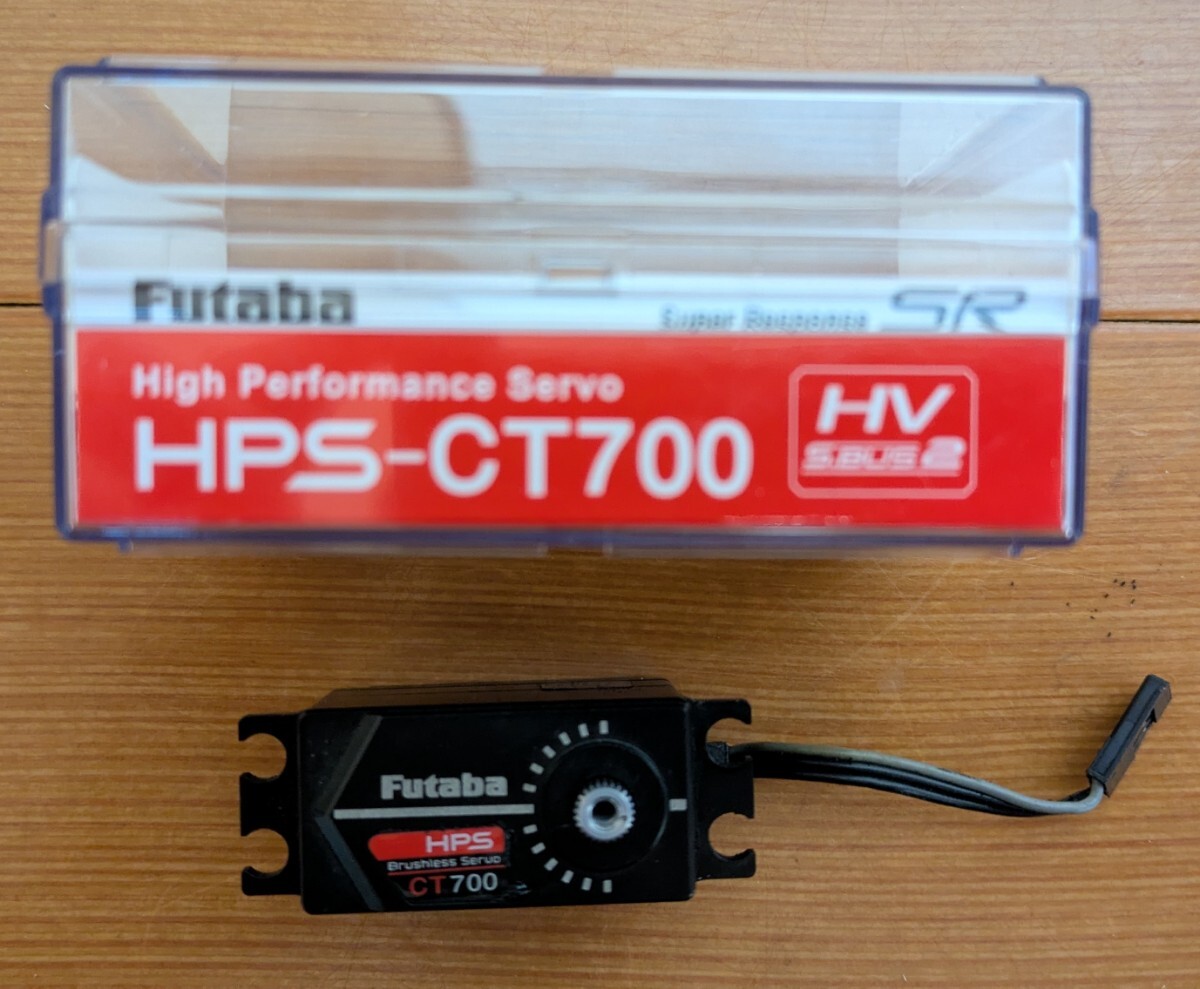 Futaba
Super Response SR
High Performance Servo
HPS-CT700
HV
S.BUS2
Futaba
HPS
Brushless Servo
CT700